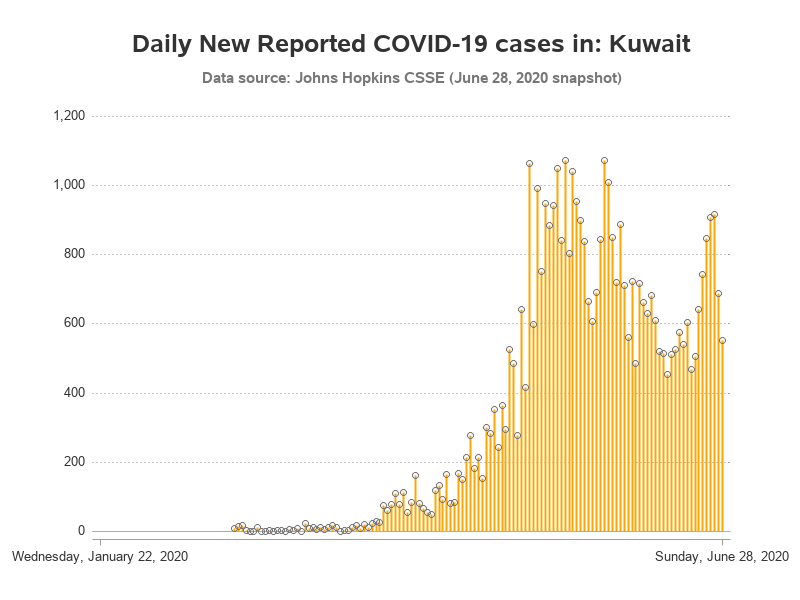 Daily New Reported COVID-19 cases in: Kuwait
Data source: Johns Hopkins CSSE (June 28, 2020 snapshot)
1,200
1,000
800
600
400
200
0
Wednesday, January 22, 2020
Sunday, June 28, 2020